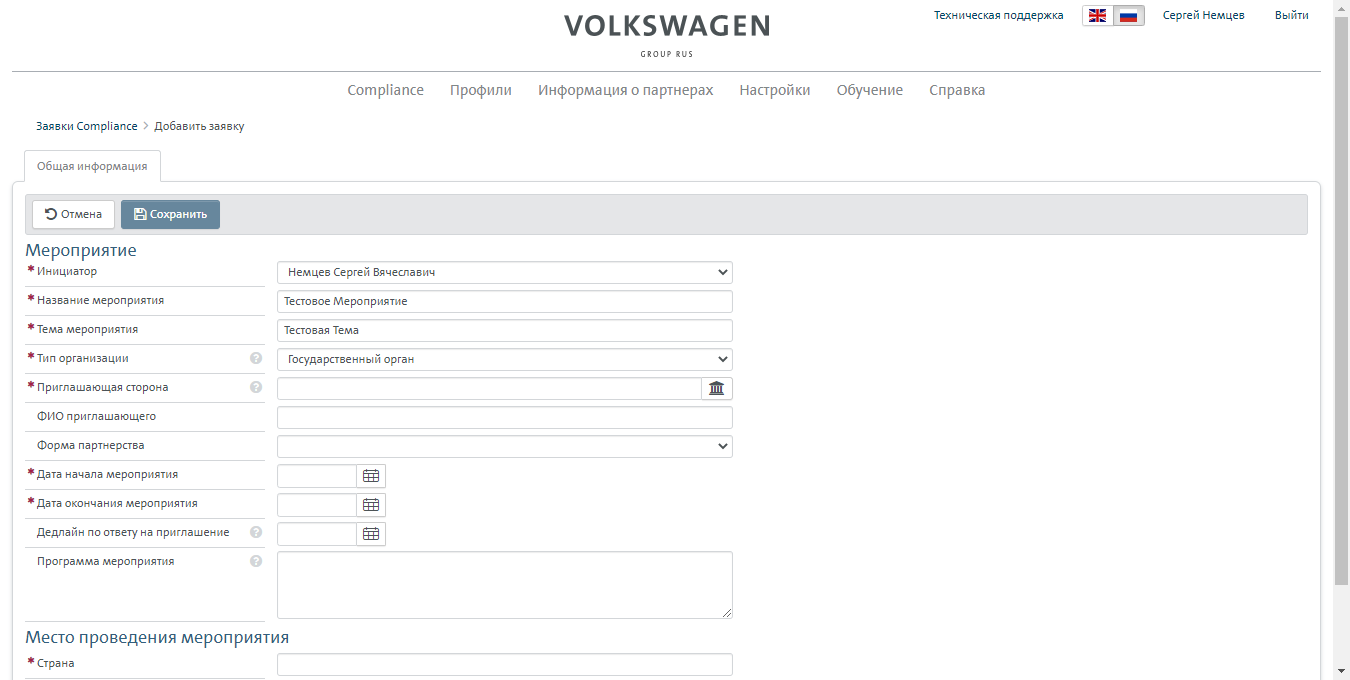 VOLKSWAGEN
GROUP RUS
Техническая поддержка
Сергей Немцев
Выйти
Compliance Профили Информация о партнерах Настройки Обучение Справка
Заявки Compliance > Добавить заявку
Общая информация
Отмена Сохранить
Мероприятие
* Инициатор Немцев Сергей Вячеславич
* Название мероприятия Тестовое Мероприятие
* Тема мероприятия Тестовая Тема
* Тип организации ? Государственный орган
* Приглашающая сторона ?
ФИО приглашающего
Форма партнерства
* Дата начала мероприятия
* Дата окончания мероприятия
Дедлайн по ответу на приглашение ?
Программа мероприятия ?
Место проведения мероприятия
* Страна